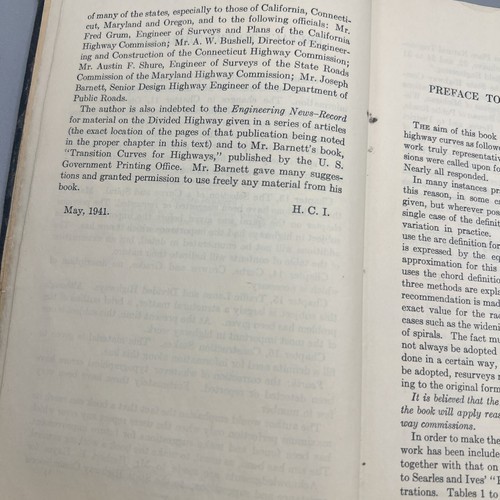 of many of the states, especially to those of California, Connecti-
cut, Maryland and Oregon, and to the following officials: Mr.
Fred Grum, Engineer of Surveys and Plans of the California
Highway Commission; Mr. A. W. Bushell, Director of Engineer-
ing and Construction of the Connecticut Highway Commission;
Mr. Austin F. Shure, Engineer of Surveys of the State Roads
Commission of the Maryland Highway Commission; Mr. Joseph
Barnett, Senior Design Highway Engineer of the Department of
Public Roads.
The author is also indebted to the Engineering News-Record
for material on the Divided Highway given in a series of articles
(the exact location of the pages of that publication being noted
in the proper chapter in this text) and to Mr. Barnett's book,
"Transition Curves for Highways," published by the U. S.
Government Printing Office. Mr. Barnett gave many sugges-
tions and granted permission to use freely any material from his
book.
May, 1941. H. C. I.
PREFACE TO
THE aim of this book
highway curves as follow
work truly representativ
sions were called upon fo
Nearly all responded.
In many instances pr
this reason, in some c
given, but wherever pos
single case of the definit
variation in practice.
use the arc definition for
is expressed by the eq
approximation for this
uses the chord definition
three methods are expla
recommendation is mad
exact value for the rad
cases such as the wideni
of spirals. The fact mu
not always be adopted
done in a certain way,
be adopted, resurveys m
ing to the original form
It is believed that the
the book will apply rea
way commissions.
In order to make the
work has been include
together with that on
to Searles and Ives' "
trations. Tables 1 to